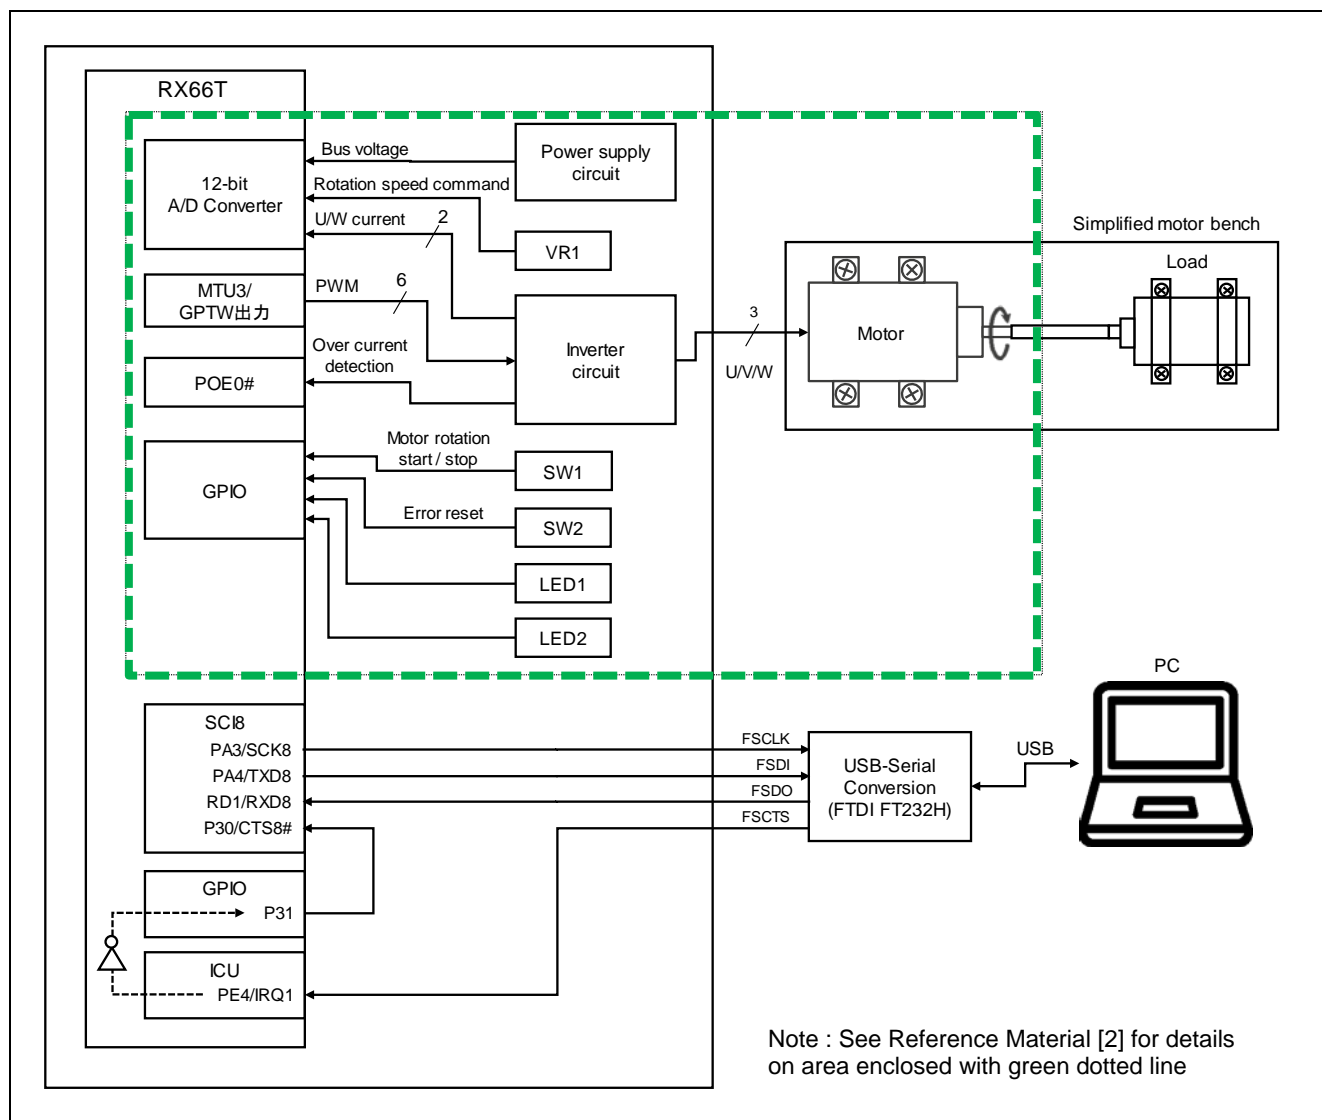 RX66T
12-bit
A/D Converter
Bus voltage
Rotation speed command
U/W current
2
Power supply
circuit
VR1
MTU3/
GPTW出力
PWM
6
Over current
detection
POE0#
Inverter
circuit
3
U/V/W
Simplified motor bench
Motor
Load
GPIO
Motor rotation
start / stop
Error reset
SW1
SW2
LED1
LED2
SCI8
PA3/SCK8
PA4/TXD8
RD1/RXD8
P30/CTS8#
FSCLK
FSDI
FSDO
FSCTS
USB-Serial
Conversion
(FTDI FT232H)
USB
PC
GPIO
P31
ICU
PE4/IRQ1
Note : See Reference Material [2] for details
on area enclosed with green dotted line